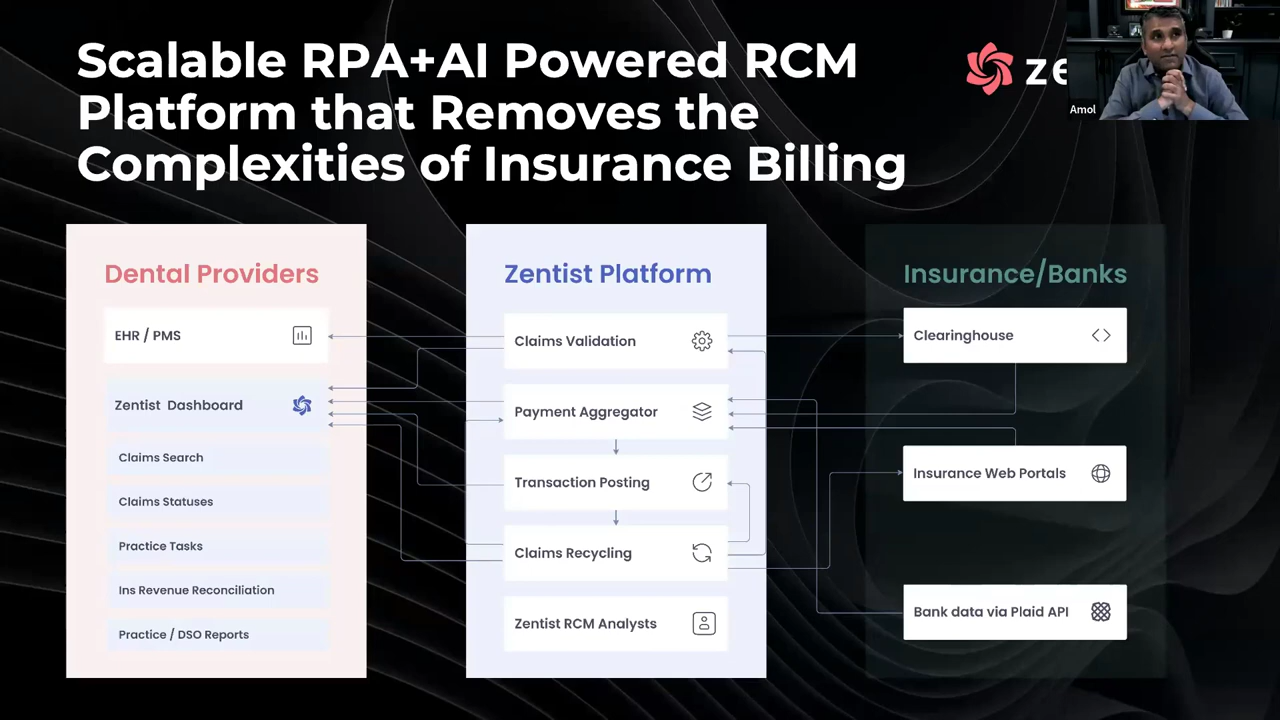 Scalable RPA+AI Powered RCM
Platform that Removes the
Complexities of Insurance Billing
ze
Amol
Dental Providers
EHR / PMS
Zentist Dashboard
Claims Search
Claims Statuses
Practice Tasks
Ins Revenue Reconciliation
Practice / DSO Reports
Zentist Platform
Claims Validation
Payment Aggregator
Transaction Posting
Claims Recycling
Zentist RCM Analysts
Insurance/Banks
Clearinghouse
Insurance Web Portals
Bank data via Plaid API